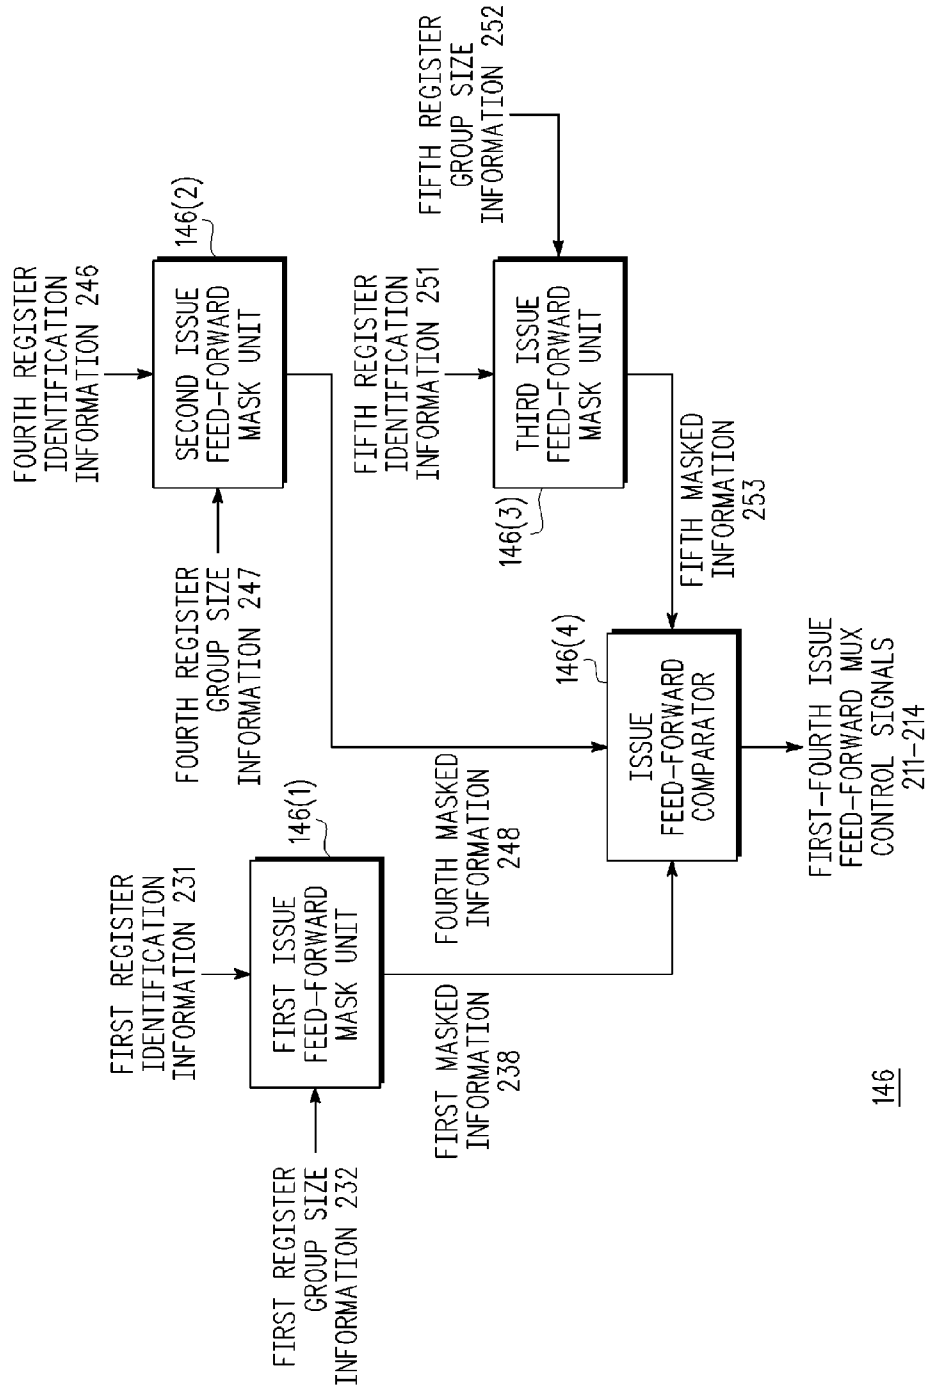 FIRST REGISTER
IDENTIFICATION
INFORMATION 231
FIRST REGISTER
GROUP SIZE
INFORMATION 232
146(1)
FIRST ISSUE
FEED-FORWARD
MASK UNIT
FIRST MASKED
INFORMATION
238
FOURTH REGISTER
IDENTIFICATION
INFORMATION 246
FOURTH REGISTER
GROUP SIZE
INFORMATION 247
146(2)
SECOND ISSUE
FEED-FORWARD
MASK UNIT
FOURTH MASKED
INFORMATION
248
FIFTH REGISTER
IDENTIFICATION
INFORMATION 251
FIFTH REGISTER
GROUP SIZE
INFORMATION 252
146(3)
THIRD ISSUE
FEED-FORWARD
MASK UNIT
FIFTH MASKED
INFORMATION
253
146(4)
ISSUE
FEED-FORWARD
COMPARATOR
FIRST-FOURTH ISSUE
FEED-FORWARD MUX
CONTROL SIGNALS
211-214
146